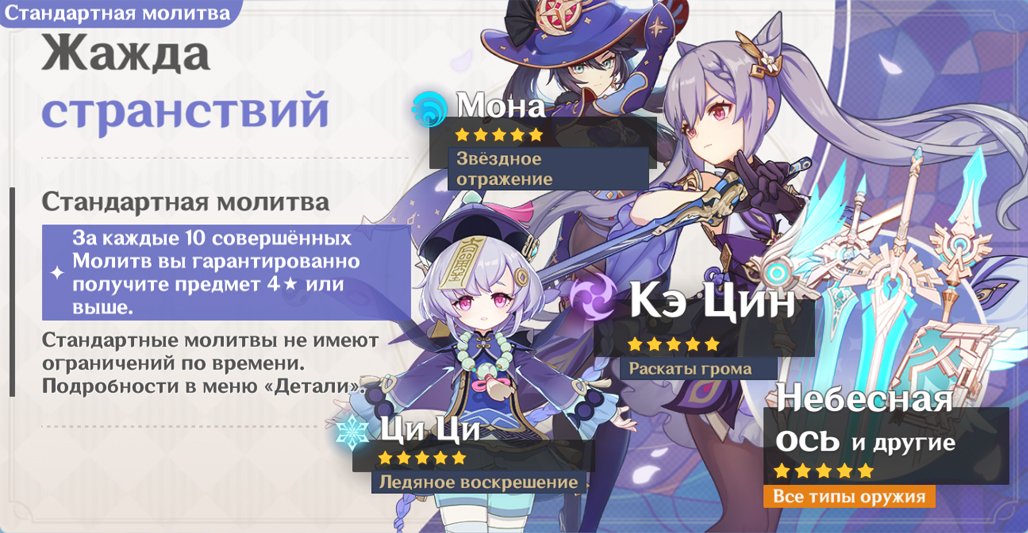 Стандартная молитва
Жажда
странствий
Стандартная молитва
За каждые 10 совершённых
Молитв вы гарантированно
получите предмет 4★ или
выше.
Стандартные молитвы не имеют
ограничений по времени.
Подробности в меню «Детали».
Мона
★★★★★
Звёздное
отражение
Кэ Цин
★★★★★
Раскаты грома
Ци Ци
★★★★★
Ледяное воскрешение
Небесная
ось и другие
★★★★★
Все типы оружия